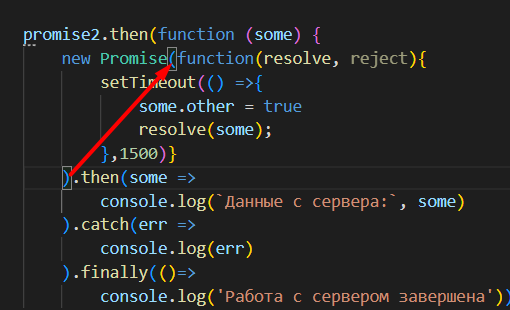 promise2.then(function (some) {
new Promise(function(resolve, reject){
setTimeout(() =>{
some.other = true
resolve(some);
},1500)}
).then(some =>
console.log(`Данные с сервера:`, some)
).catch(err =>
console.log(err)
).finally(()=>
console.log('Работа с сервером завершена'))